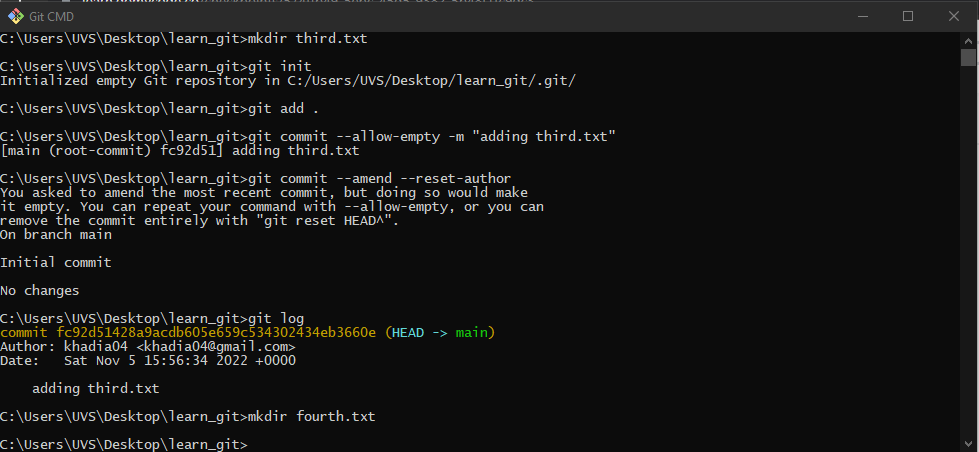 Git CMD
C:\Users\UVS\Desktop\learn_git>mkdir third.txt
C:\Users\UVS\Desktop\learn_git>git init
Initialized empty Git repository in C:/Users/UVS/Desktop/learn_git/.git/
C:\Users\UVS\Desktop\learn_git>git add .
C:\Users\UVS\Desktop\learn_git>git commit --allow-empty -m "adding third.txt"
[main (root-commit) fc92d51] adding third.txt
C:\Users\UVS\Desktop\learn_git>git commit --amend --reset-author
You asked to amend the most recent commit, but doing so would make
it empty. You can repeat your command with --allow-empty, or you can
remove the commit entirely with "git reset HEAD^".
On branch main
Initial commit
No changes
C:\Users\UVS\Desktop\learn_git>git log
commit fc92d51428a9acdb605e659c534302434eb3660e (HEAD -> main)
Author: khadia04 <khadia04@gmail.com>
Date:   Sat Nov 5 15:56:34 2022 +0000
adding third.txt
C:\Users\UVS\Desktop\learn_git>mkdir fourth.txt
C:\Users\UVS\Desktop\learn_git>